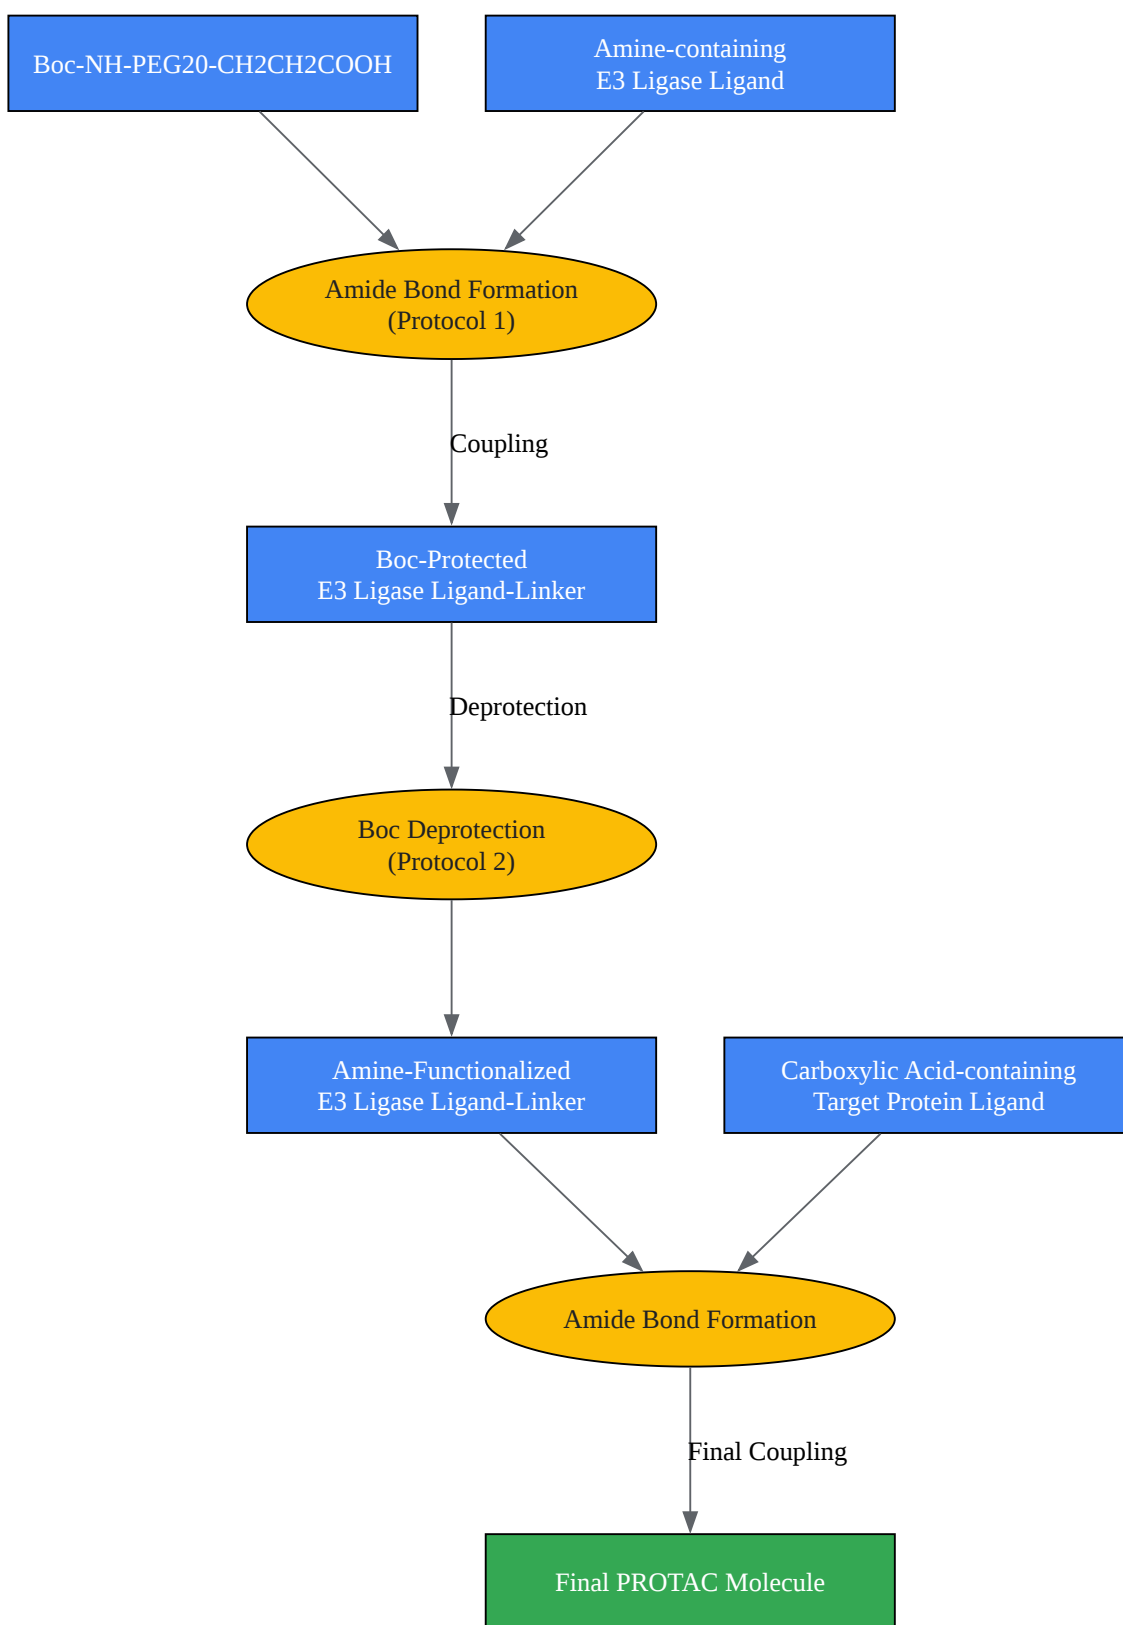 Boc-NH-PEG20-CH2CH2COOH
Amine-containing
E3 Ligase Ligand
Amide Bond Formation
(Protocol 1)
Coupling
Boc-Protected
E3 Ligase Ligand-Linker
Deprotection
Boc Deprotection
(Protocol 2)
Amine-Functionalized
E3 Ligase Ligand-Linker
Carboxylic Acid-containing
Target Protein Ligand
Amide Bond Formation
Final Coupling
Final PROTAC Molecule